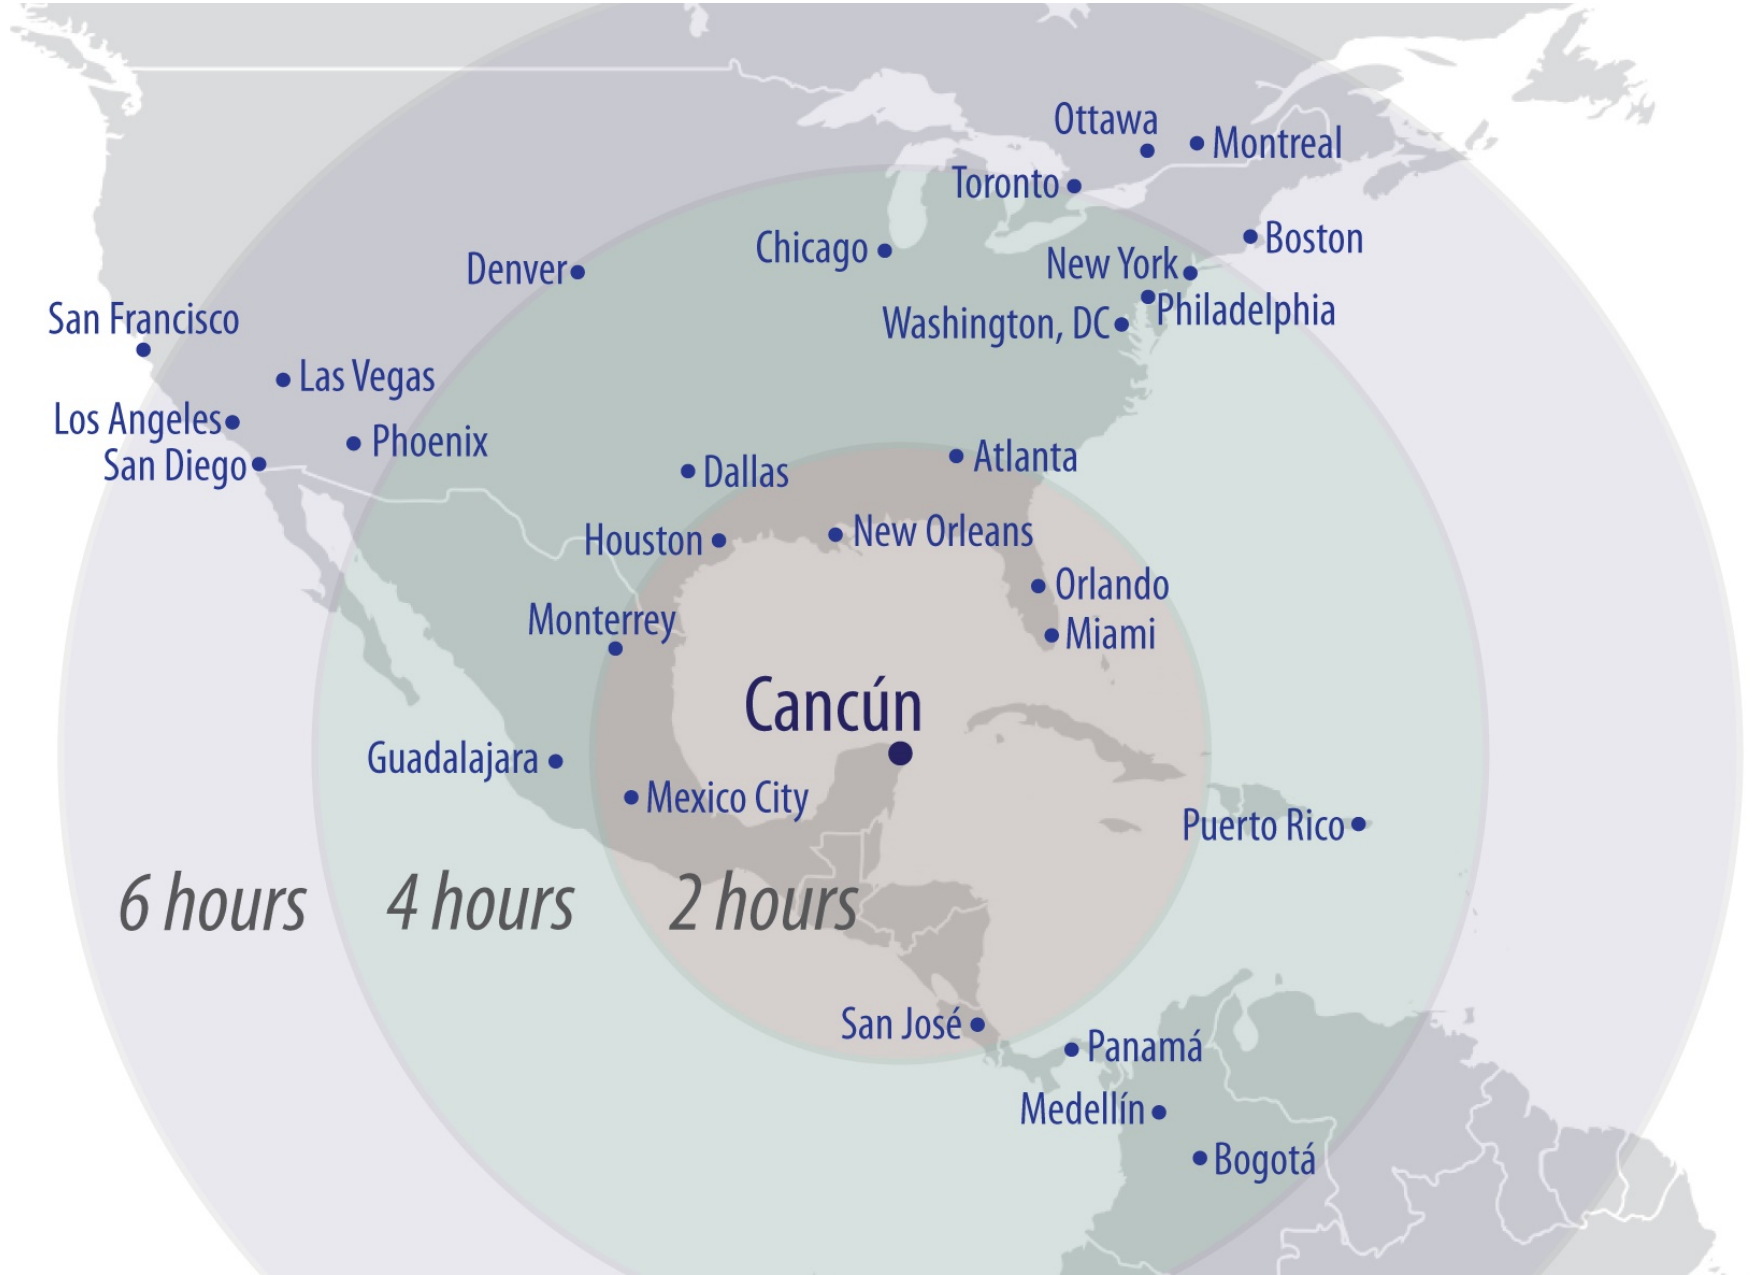 Ottawa
Montreal
Toronto
Boston
Chicago
New York
Denver
Philadelphia
Washington, DC
San Francisco
Las Vegas
Los Angeles
Phoenix
San Diego
Atlanta
Dallas
New Orleans
Houston
Orlando
Monterrey
Miami
Cancún
Guadalajara
Mexico City
Puerto Rico
6 hours
4 hours
2 hours
San José
Panamá
Medellín
Bogotá